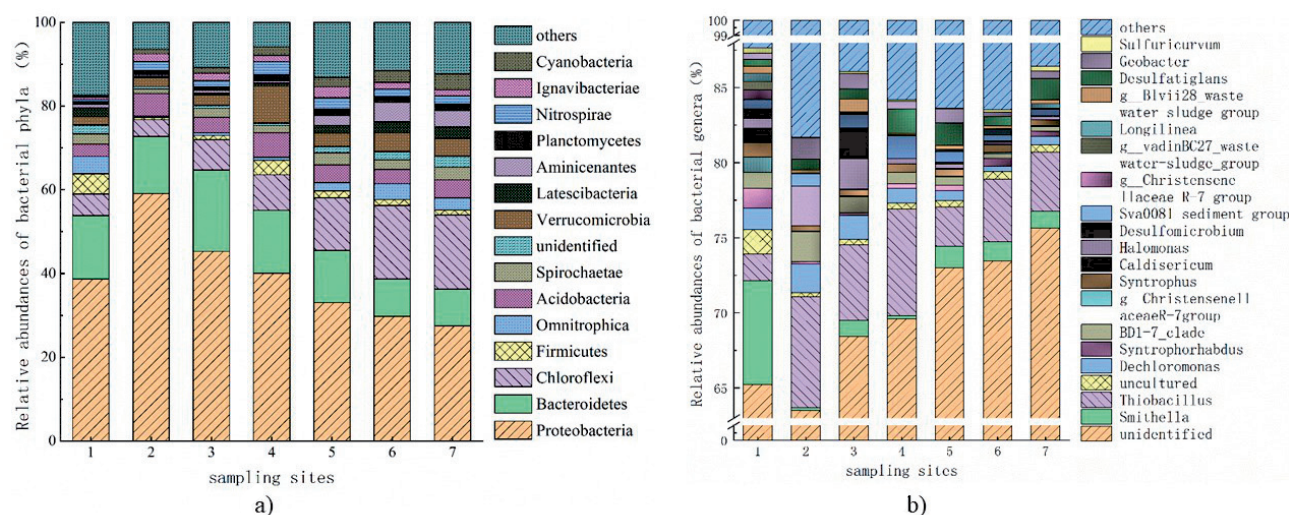 Relative abundances of bacterial phyla (%)
100
80
60
40
20
0
1 2 3 4 5 6 7
sampling sites
others
Cyanobacteria
Ignavibacteriae
Nitrospirae
Planctomycetes
Aminicenantes
Latescibacteria
Verrucomicrobia
unidentified
Spirochaetae
Acidobacteria
Omnitrophica
Firmicutes
Chloroflexi
Bacteroidetes
Proteobacteria
a)
Relative abundances of bacterial genera (%)
100
99
85
80
75
70
65
0
1 2 3 4 5 6 7
sampling sites
others
Sulfuricurvum
Geobacter
Desulfatiglans
g__Blvii28_waste
water sludge group
Longilinea
g__vadinBC27_waste
water-sludge_group
g__Christensene
llaceae R-7 group
Sva0081 sediment group
Desulfomicrobium
Halomonas
Caldisericum
Syntrophus
g Christensenell
aceaeR-7group
BD1-7_clade
Syntrophorhabdus
Dechloromonas
uncultured
Thiobacillus
Smithella
unidentified
b)